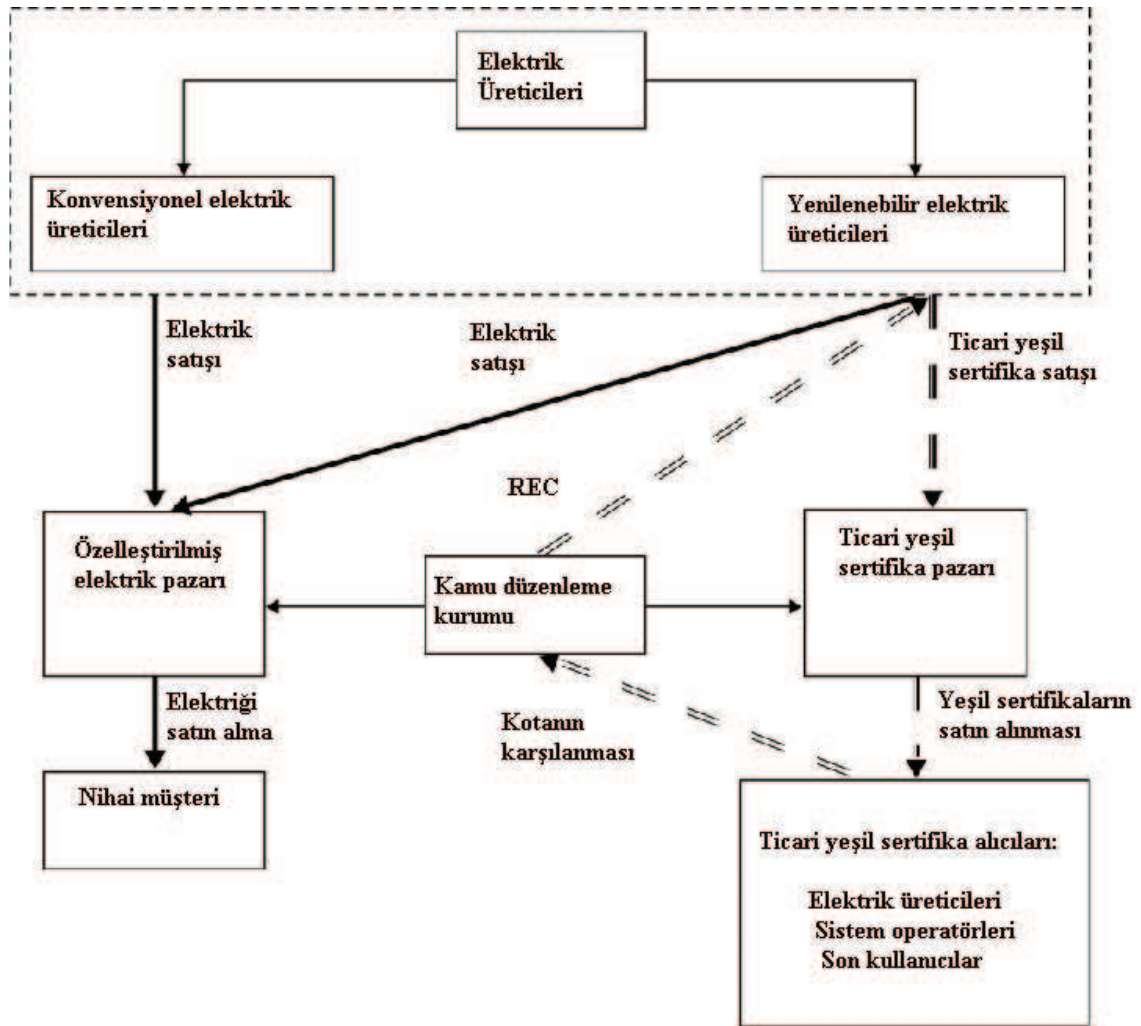 Elektrik
Üreticileri
Konvensiyonel elektrik
üreticileri
Yenilenebilir elektrik
üreticileri
Elektrik
satışı
Elektrik
satışı
Ticari yeşil
sertifika satışı
REC
Özelleştirilmiş
elektrik pazarı
Kamu düzenleme
kurumu
Ticari yeşil
sertifika pazarı
Elektriği
satın alma
Kotanın
karşılanması
Yeşil sertifikaların
satın alınması
Nihai müşteri
Ticari yeşil sertifika alıcıları:
Elektrik üreticileri
Sistem operatörleri
Son kullanıcılar